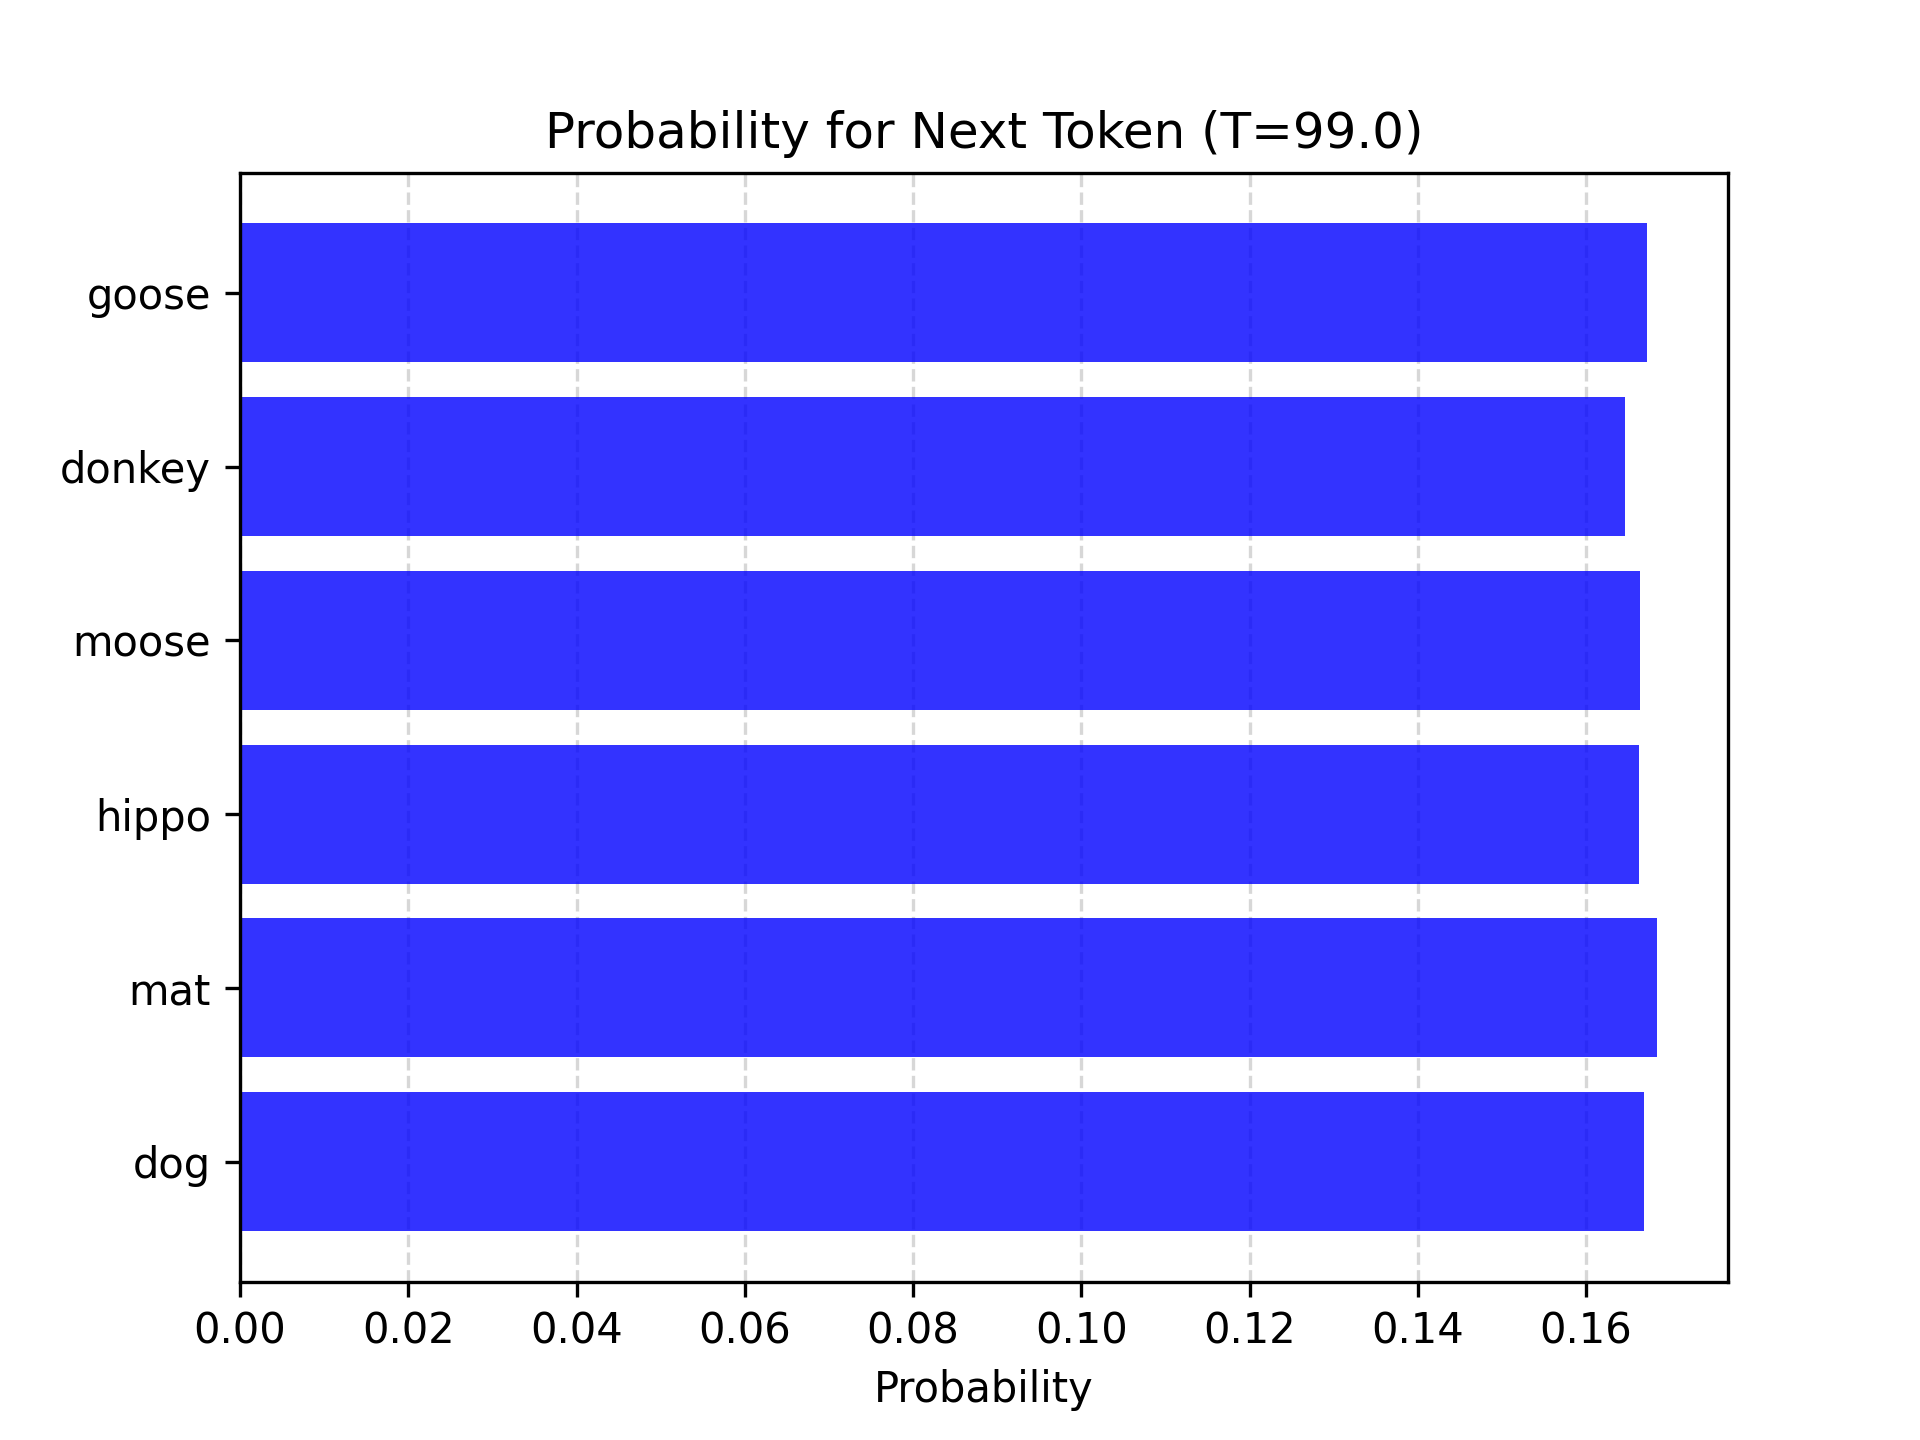 Probability for Next Token (T=99.0)
goose
donkey
moose
hippo
mat
dog
0.00 0.02 0.04 0.06 0.08 0.10 0.12 0.14 0.16
Probability